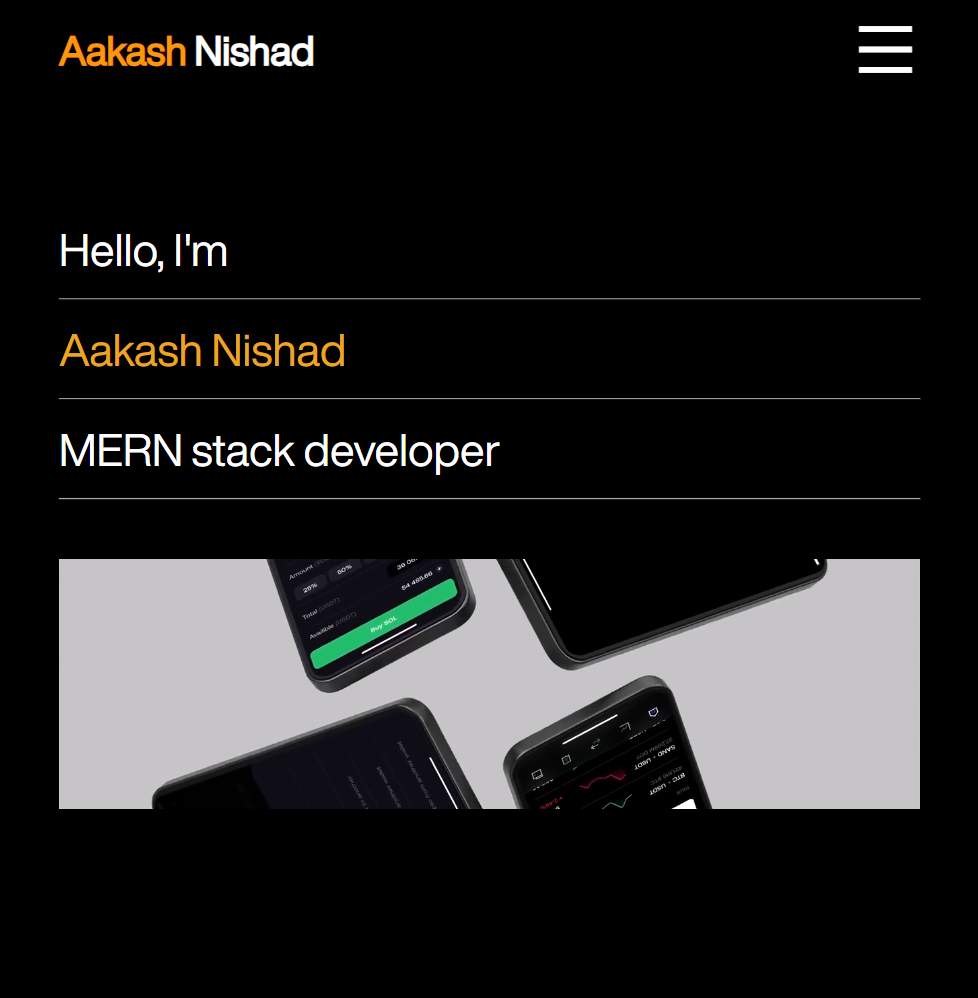 Aakash Nishad
Hello, I'm
Aakash Nishad
MERN stack developer
Amount
25%
50%
Total (USDT)
54 465.66 +
Available (USDT)
Buy SOL
SAND - USDT
BTC - USDT
PAIR